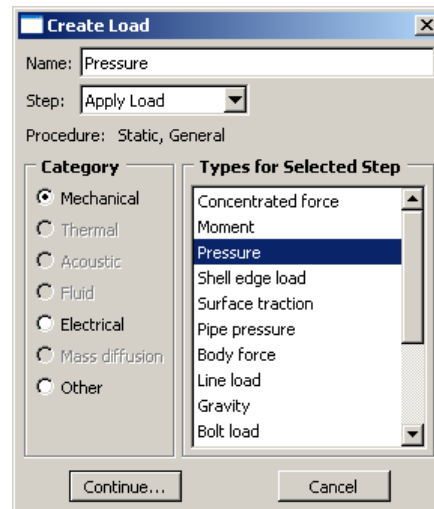 Create Load
Name: Pressure
Step: Apply Load
Procedure: Static, General
Category
Mechanical
Thermal
Acoustic
Fluid
Electrical
Mass diffusion
Other
Types for Selected Step
Concentrated force
Moment
Pressure
Shell edge load
Surface traction
Pipe pressure
Body force
Line load
Gravity
Bolt load
Continue... Cancel